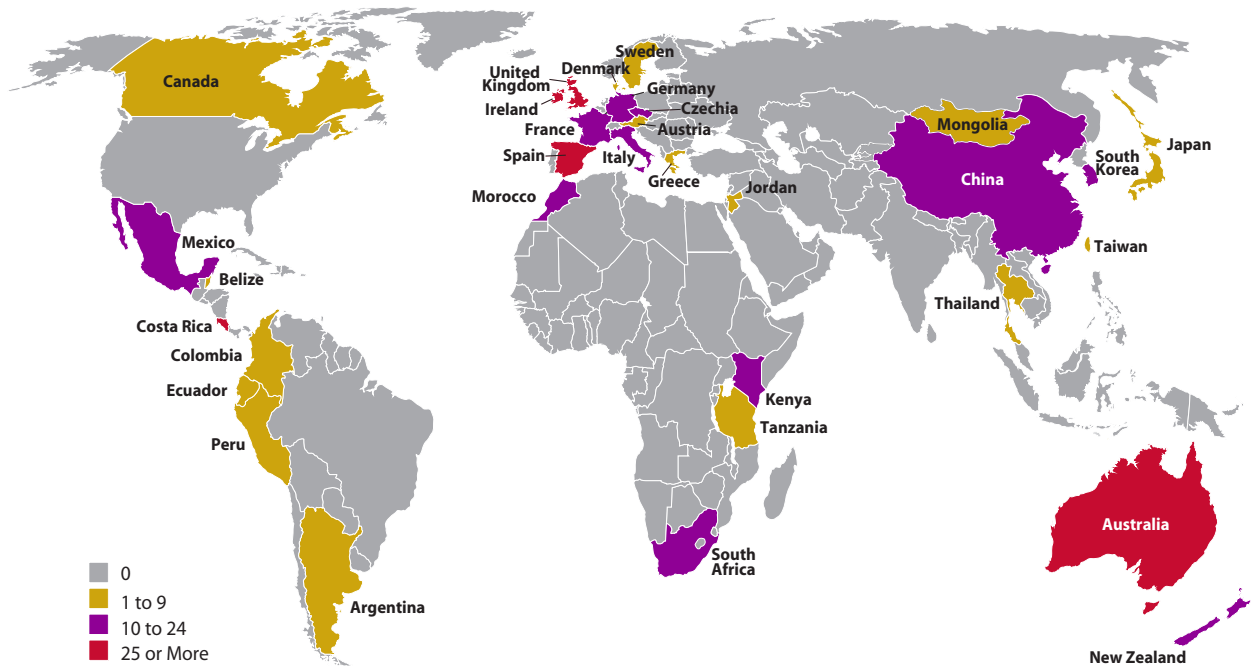 Canada
Sweden
Denmark
United
Kingdom
Ireland
Germany
Czechia
Austria
France
Spain
Italy
Greece
Morocco
Jordan
Mongolia
China
South
Korea
Japan
Taiwan
Thailand
Mexico
Belize
Costa Rica
Colombia
Ecuador
Peru
Argentina
Kenya
Tanzania
South
Africa
Australia
New Zealand
0
1 to 9
10 to 24
25 or More